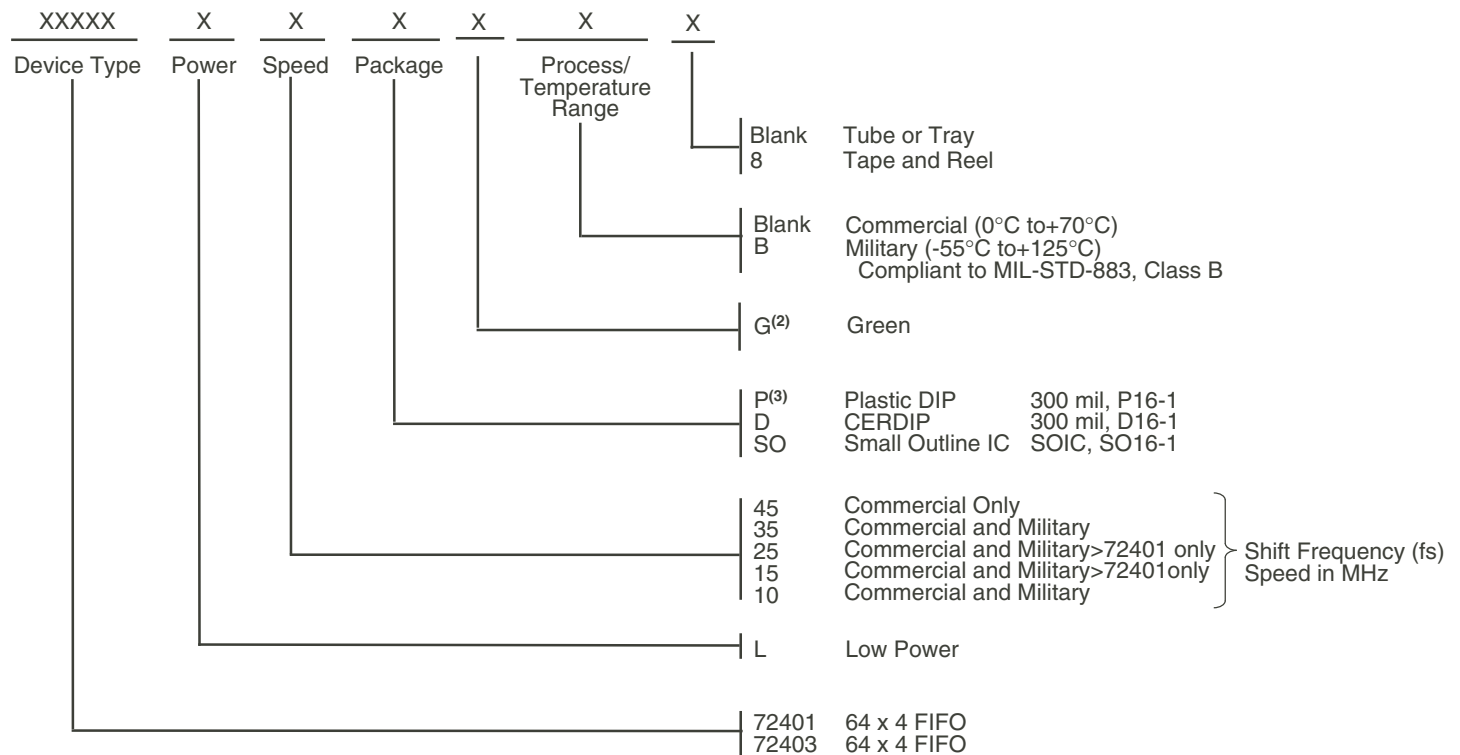 XXXXX X X X X X X
Device Type Power Speed Package Process/
Temperature
Range
Blank Tube or Tray
8 Tape and Reel
Blank Commercial (0°C to+70°C)
B Military (-55°C to+125°C)
Compliant to MIL-STD-883, Class B
G(2) Green
P(3) Plastic DIP 300 mil, P16-1
D CERDIP 300 mil, D16-1
SO Small Outline IC SOIC, SO16-1
45 Commercial Only
35 Commercial and Military
25 Commercial and Military>72401 only
15 Commercial and Military>72401only
10 Commercial and Military
Shift Frequency (fs)
Speed in MHz
L Low Power
72401 64 x 4 FIFO
72403 64 x 4 FIFO